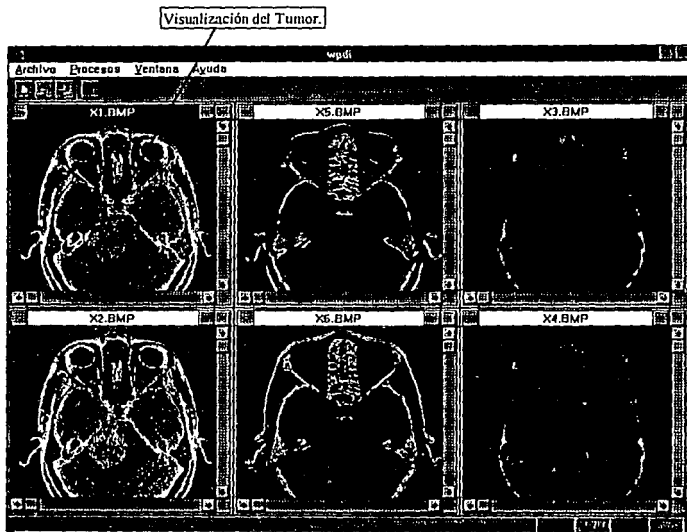 Visualización del Tumor.
wpdi
Archivo Procesos Ventana Ayuda
X1.BMP X5.BMP X3.BMP
X2.BMP X6.BMP X4.BMP